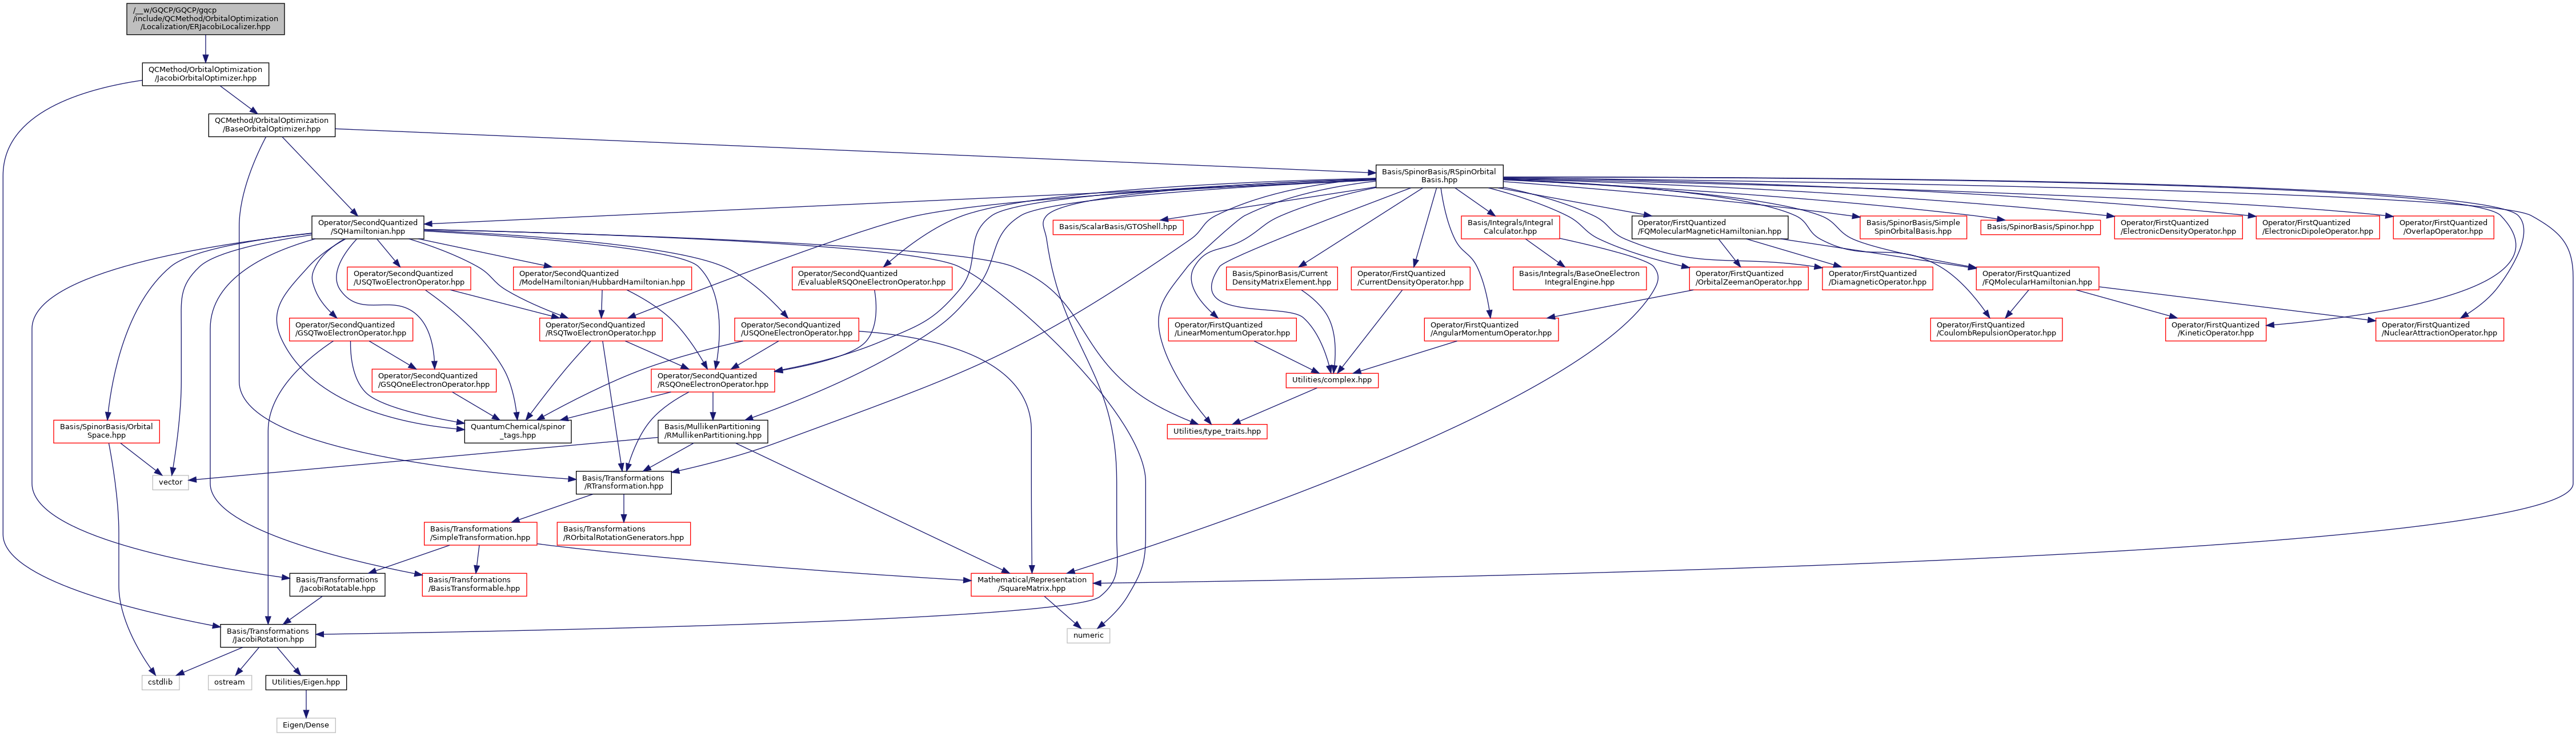 /__w/GQCP/GQCP/gqcp
/include/QCMethod/OrbitalOptimization
/Localization/ERJacobiLocalizer.hpp
QCMethod/OrbitalOptimization
/JacobiOrbitalOptimizer.hpp
QCMethod/OrbitalOptimization
/BaseOrbitalOptimizer.hpp
Basis/SpinorBasis/RSpinOrbital
Basis.hpp
Operator/SecondQuantized
/SQHamiltonian.hpp
Basis/ScalarBasis/GTOShell.hpp
Basis/Integrals/Integral
Calculator.hpp
Operator/FirstQuantized
/FQMolecularMagneticHamiltonian.hpp
Basis/SpinorBasis/Simple
SpinOrbitalBasis.hpp
Basis/SpinorBasis/Spinor.hpp
Operator/FirstQuantized
/ElectronicDensityOperator.hpp
Operator/FirstQuantized
/ElectronicDipoleOperator.hpp
Operator/FirstQuantized
/OverlapOperator.hpp
Operator/SecondQuantized
/USQTwoElectronOperator.hpp
Operator/SecondQuantized
/ModelHamiltonian/HubbardHamiltonian.hpp
Operator/SecondQuantized
/EvaluableRSQOneElectronOperator.hpp
Basis/SpinorBasis/Current
DensityMatrixElement.hpp
Operator/FirstQuantized
/CurrentDensityOperator.hpp
Basis/Integrals/BaseOneElectron
IntegralEngine.hpp
Operator/FirstQuantized
/OrbitalZeemanOperator.hpp
Operator/FirstQuantized
/DiamagneticOperator.hpp
Operator/FirstQuantized
/FQMolecularHamiltonian.hpp
Operator/SecondQuantized
/GSQTwoElectronOperator.hpp
Operator/SecondQuantized
/RSQTwoElectronOperator.hpp
Operator/SecondQuantized
/USQOneElectronOperator.hpp
Operator/FirstQuantized
/LinearMomentumOperator.hpp
Operator/FirstQuantized
/AngularMomentumOperator.hpp
Operator/FirstQuantized
/CoulombRepulsionOperator.hpp
Operator/FirstQuantized
/KineticOperator.hpp
Operator/FirstQuantized
/NuclearAttractionOperator.hpp
Operator/SecondQuantized
/GSQOneElectronOperator.hpp
Operator/SecondQuantized
/RSQOneElectronOperator.hpp
Utilities/complex.hpp
Basis/SpinorBasis/Orbital
Space.hpp
QuantumChemical/spinor
_tags.hpp
Basis/MullikenPartitioning
/RMullikenPartitioning.hpp
Utilities/type_traits.hpp
vector
Basis/Transformations
/RTransformation.hpp
Basis/Transformations
/SimpleTransformation.hpp
Basis/Transformations
/ROrbitalRotationGenerators.hpp
Basis/Transformations
/JacobiRotatable.hpp
Basis/Transformations
/BasisTransformable.hpp
Mathematical/Representation
/SquareMatrix.hpp
Basis/Transformations
/JacobiRotation.hpp
numeric
cstdlib
ostream
Utilities/Eigen.hpp
Eigen/Dense